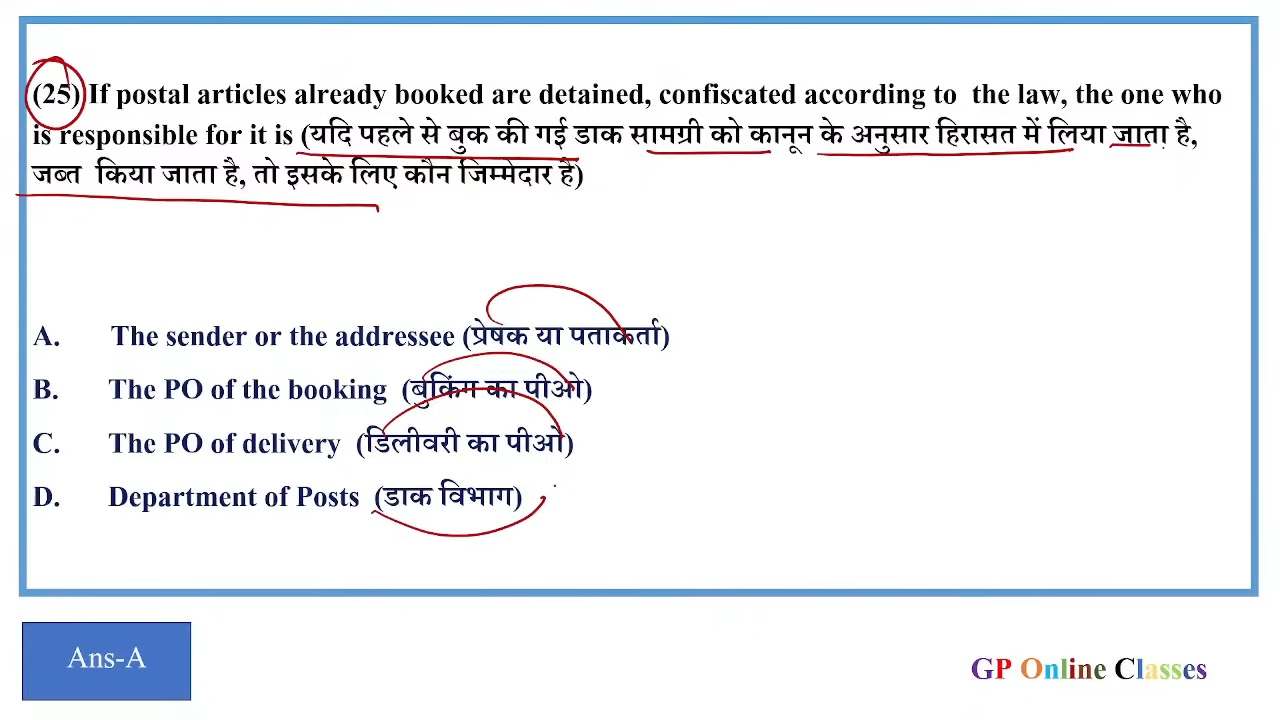 (25) If postal articles already booked are detained, confiscated according to the law, the one who
is responsible for it is (यदि पहले से बुक की गई डाक सामग्री को कानून के अनुसार हिरासत में लिया जाता है,
जब्त किया जाता है, तो इसके लिए कौन जिम्मेदार है)
A. The sender or the addressee (प्रेषक या पताकर्ता)
B. The PO of the booking (बुकिंग का पीओ)
C. The PO of delivery (डिलीवरी का पीओ)
D. Department of Posts (डाक विभाग)
Ans-A
GP Online Classes